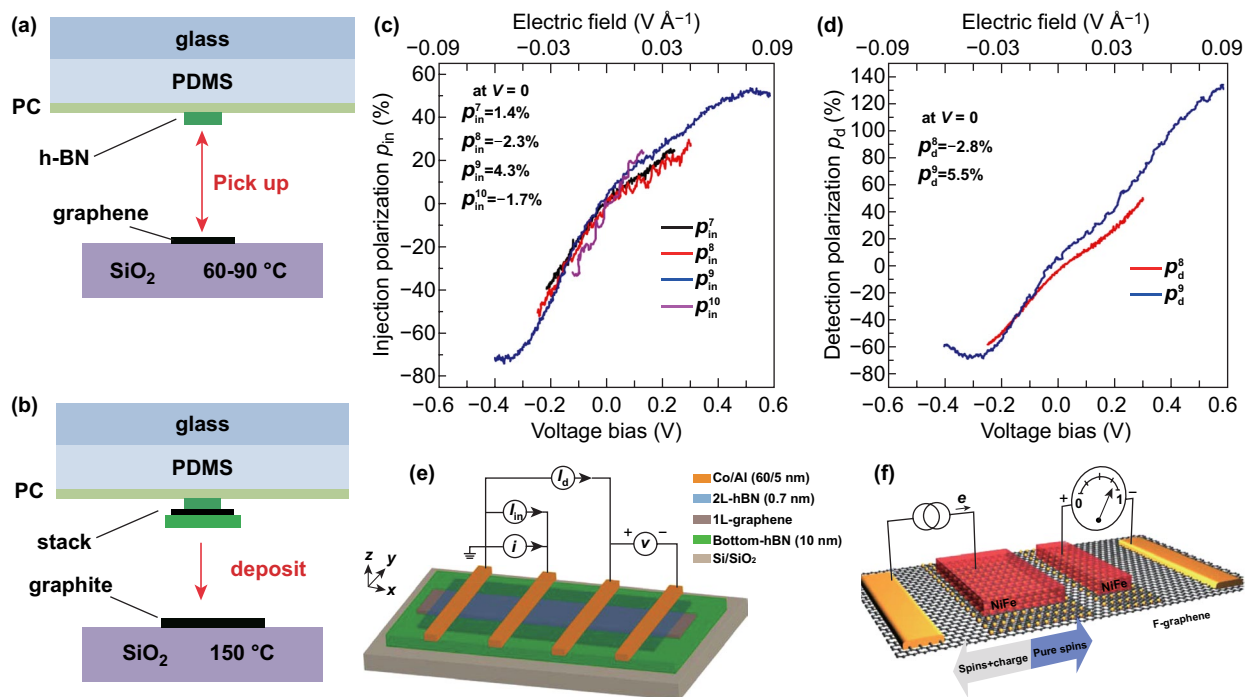 (a)
glass
PDMS
PC
h-BN
Pick up
graphene
SiO₂ 60-90 °C
(b)
glass
PDMS
PC
stack
deposit
graphite
SiO₂ 150 °C
(c)
Electric field (V Å⁻¹)
−0.09 −0.03 0.03 0.09
Injection polarization pᵢₙ (%)
60
40
20
0
−20
−40
−60
−80
at V = 0
p⁷ᵢₙ=1.4%
p⁸ᵢₙ=−2.3%
p⁹ᵢₙ=4.3%
p¹⁰ᵢₙ=−1.7%
p⁷ᵢₙ
p⁸ᵢₙ
p⁹ᵢₙ
p¹⁰ᵢₙ
−0.6 −0.4 −0.2 0.0 0.2 0.4 0.6
Voltage bias (V)
(d)
Electric field (V Å⁻¹)
−0.09 −0.03 0.03 0.09
Detection polarization p_d (%)
140
120
100
80
60
40
20
0
−20
−40
−60
−80
at V = 0
p⁸_d=−2.8%
p⁹_d=5.5%
p⁸_d
p⁹_d
−0.6 −0.4 −0.2 0.0 0.2 0.4 0.6
Voltage bias (V)
(e)
I_d
Iᵢₙ
i
+ v −
z
y
x
Co/Al (60/5 nm)
2L-hBN (0.7 nm)
1L-graphene
Bottom-hBN (10 nm)
Si/SiO₂
(f)
e
+ −
0 1
NiFe
NiFe
F-graphene
Spins+charge
Pure spins